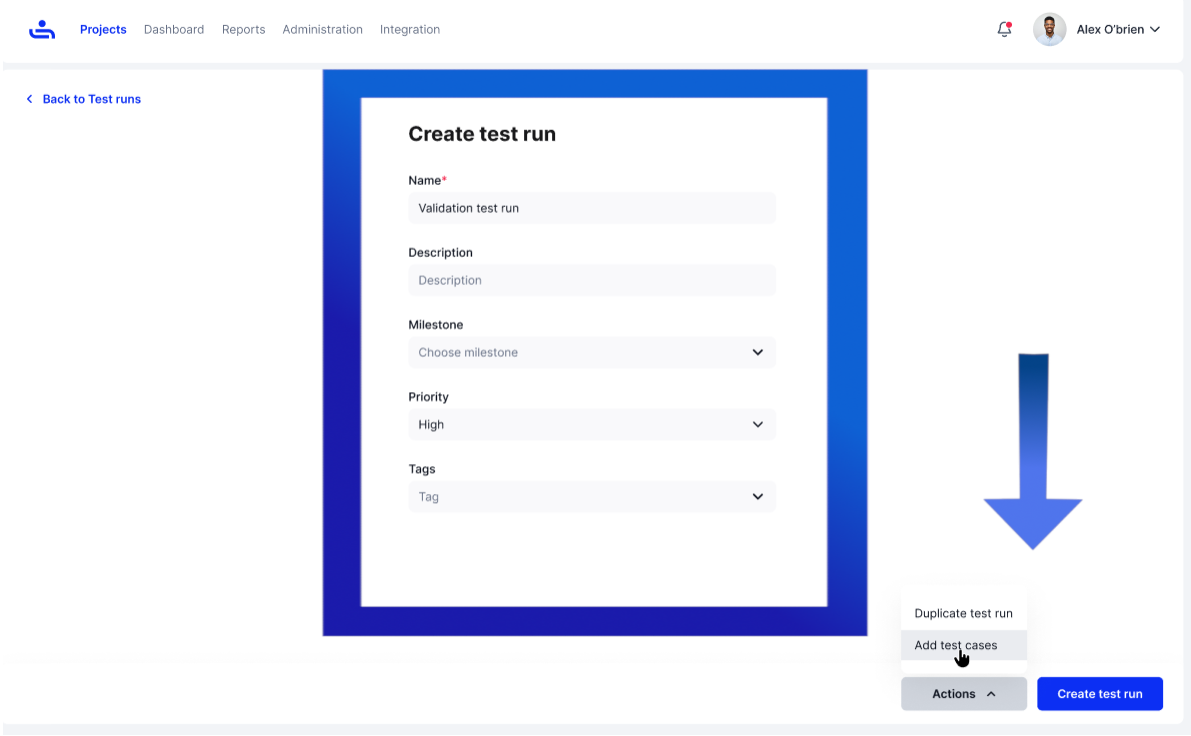 Projects Dashboard Reports Administration Integration Alex O'brien
Back to Test runs
Create test run
Name*
Validation test run
Description
Description
Milestone
Choose milestone
Priority
High
Tags
Tag
Duplicate test run
Add test cases
Actions Create test run